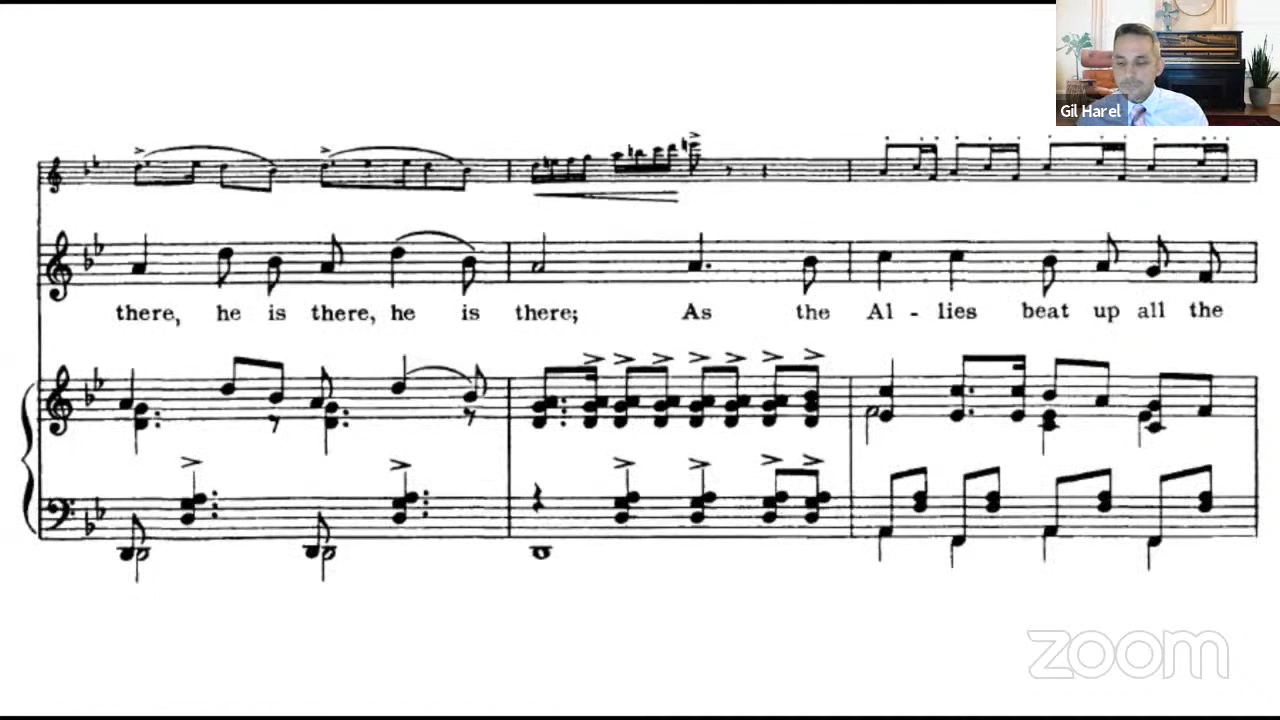 Gil Harel
there, he is there, he is there; As the Al - lies beat up all the
zoom